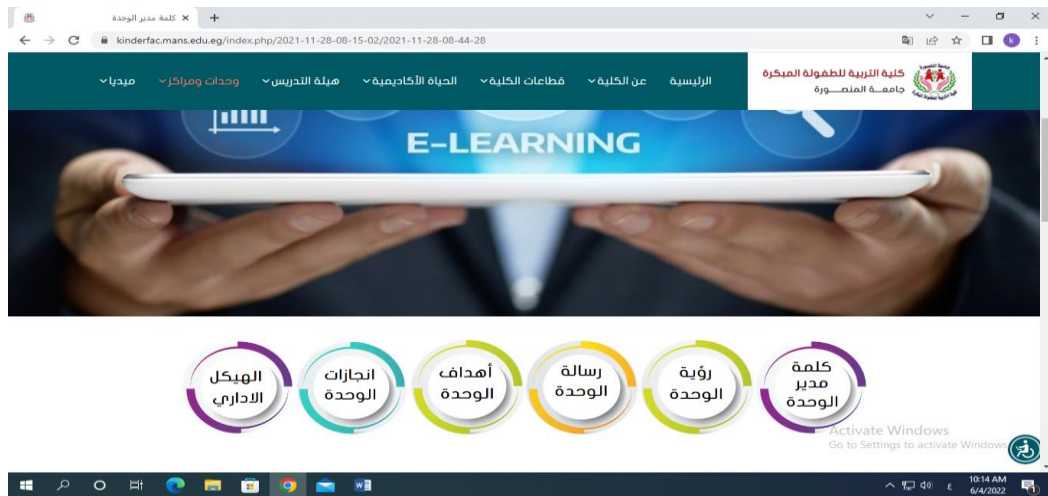 كلمة مدير الوحدة
kinderfac.mans.edu.eg/index.php/2021-11-28-08-15-02/2021-11-28-08-44-28
k
كلية التربية للطفولة المبكرة
جامعــة المنصــــورة
الرئيسية عن الكلية قطاعات الكلية الحياة الأكاديمية هيئة التدريس وحدات ومراكز ميديا
E-LEARNING
كلمة
مدير
الوحدة
رؤية
الوحدة
رسالة
الوحدة
أهداف
الوحدة
انجازات
الوحدة
الهيكل
الاداري
Activate Windows
Go to Settings to activate Windows
ع
10:14 AM
6/4/2022